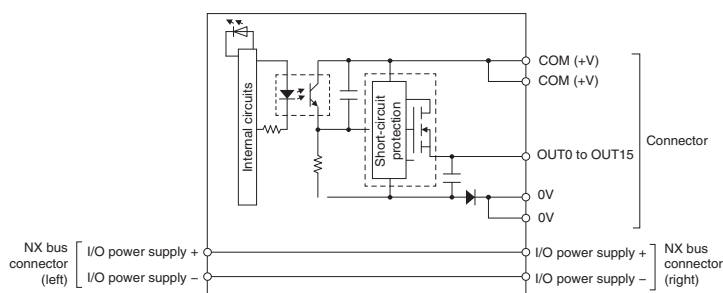 Internal circuits
Short-circuit
protection
COM (+V)
COM (+V)
OUT0 to OUT15
0V
0V
Connector
NX bus
connector
(left)
I/O power supply +
I/O power supply −
I/O power supply +
I/O power supply −
NX bus
connector
(right)